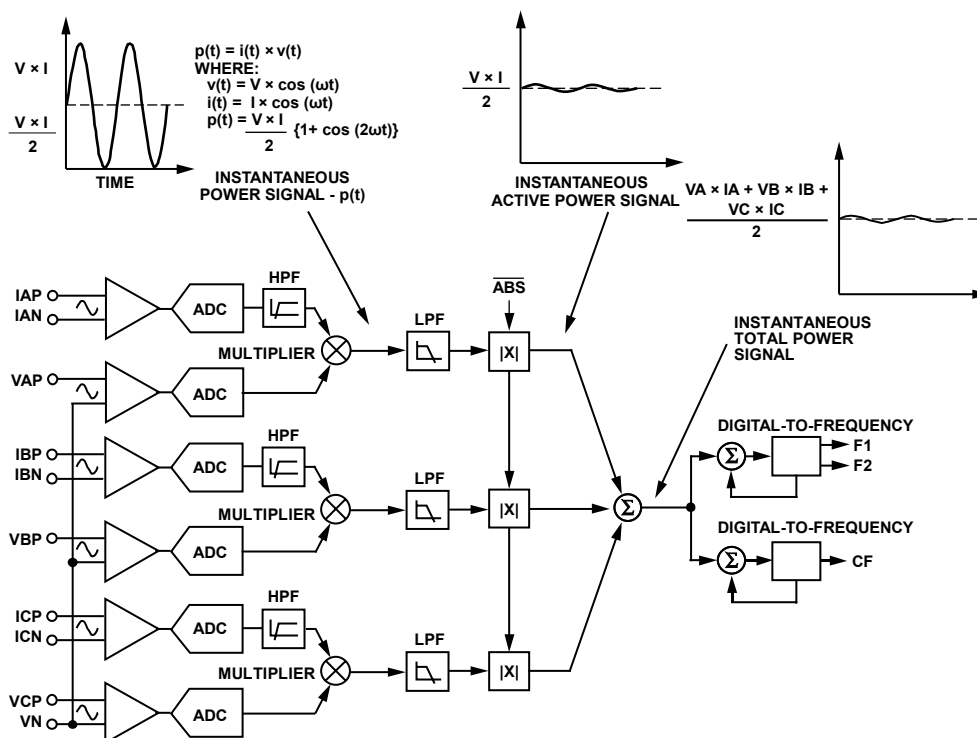 V × I
V × I
2
TIME
p(t) = i(t) × v(t)
WHERE:
v(t) = V × cos (ωt)
i(t) = I × cos (ωt)
p(t) = V × I
2
{1+ cos (2ωt)}
INSTANTANEOUS
POWER SIGNAL - p(t)
V × I
2
INSTANTANEOUS
ACTIVE POWER SIGNAL
VA × IA + VB × IB +
VC × IC
2
INSTANTANEOUS
TOTAL POWER
SIGNAL
IAP
IAN
ADC
HPF
MULTIPLIER
LPF
ABS
|X|
VAP
ADC
IBP
IBN
ADC
HPF
MULTIPLIER
LPF
|X|
VBP
ADC
ICP
ICN
ADC
HPF
MULTIPLIER
LPF
|X|
VCP
VN
ADC
Σ
DIGITAL-TO-FREQUENCY
Σ
F1
F2
DIGITAL-TO-FREQUENCY
Σ
CF